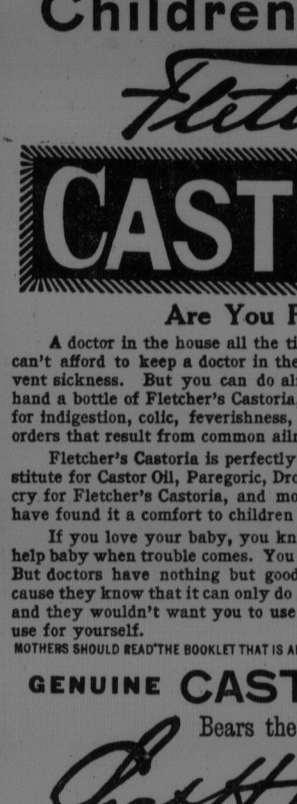 Children
Flet
CAST
Are You P
A doctor in the house all the ti
can't afford to keep a doctor in the
vent sickness. But you can do al
hand a bottle of Fletcher's Castoria
for indigestion, colic, feverishness,
orders that result from common ail
Fletcher's Castoria is perfectly
stitute for Castor Oil, Paregoric, Dro
cry for Fletcher's Castoria, and mo
have found it a comfort to children
If you love your baby, you kn
help baby when trouble comes. You
But doctors have nothing but good
cause they know that it can only do
and they wouldn't want you to use
use for yourself.
MOTHERS SHOULD READ THE BOOKLET THAT IS A
GENUINE CAST
Bears the